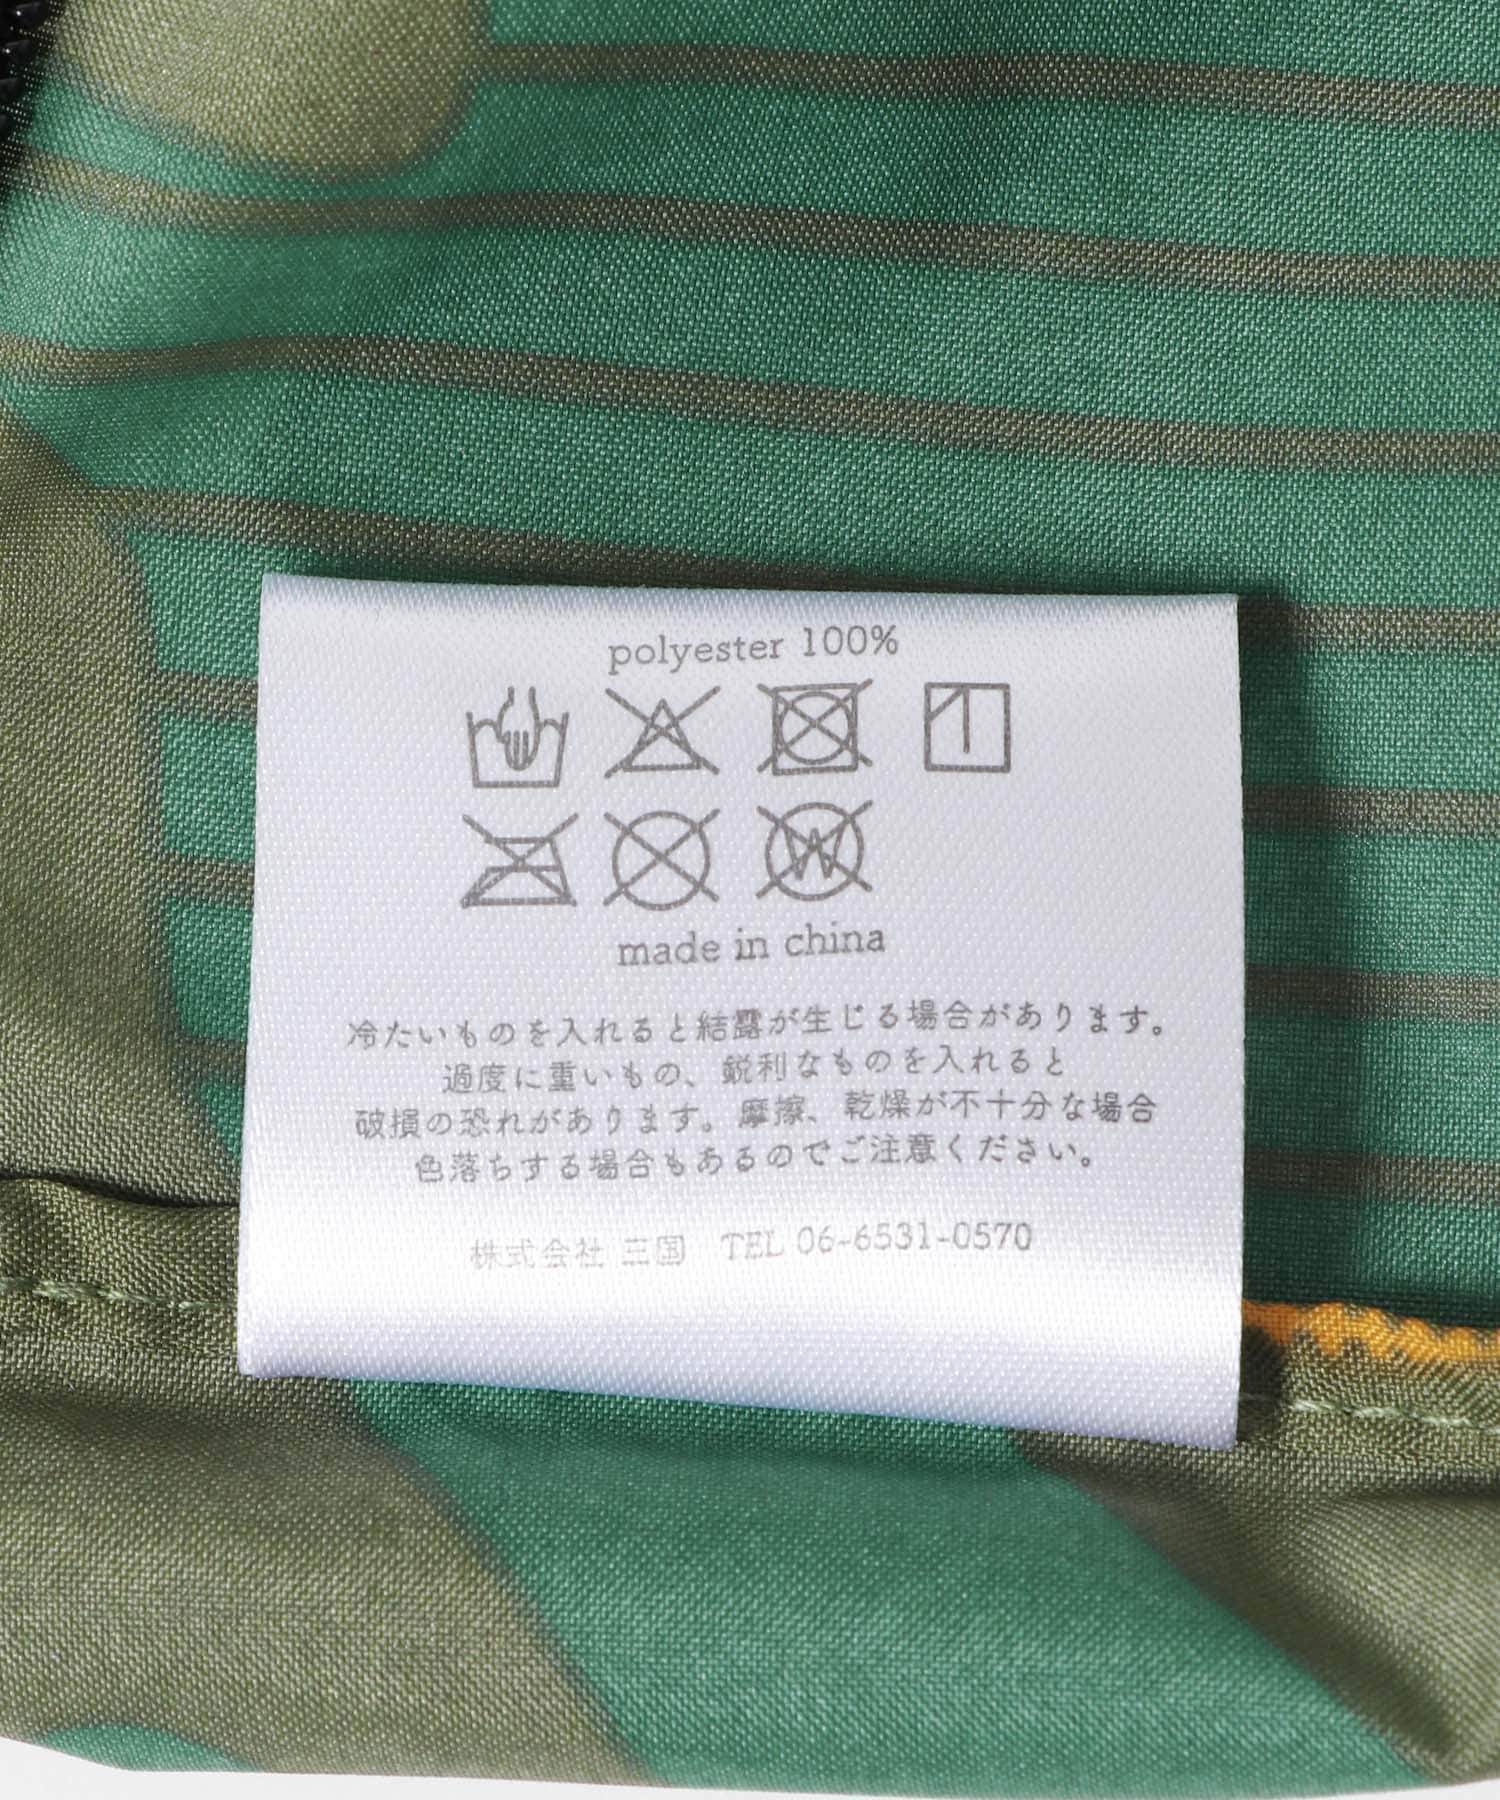 polyester 100%
made in china
冷たいものを入れると結露が生じる場合があります。
過度に重いもの、鋭利なものを入れると
破損の恐れがあります。摩擦、乾燥が不十分な場合
色落ちする場合もあるのでご注意ください。
株式会社 三国 TEL 06-6531-0570